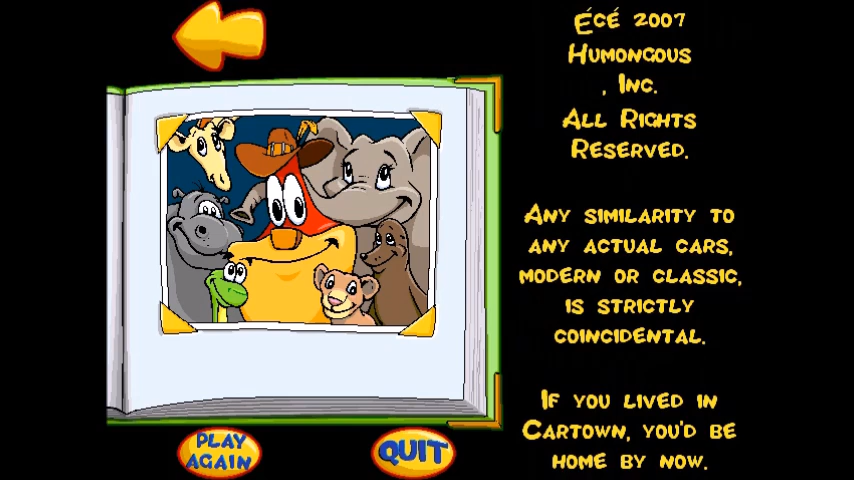 Écé 2007
Humongous
, Inc.
All Rights
Reserved.
Any similarity to
any actual cars,
modern or classic,
is strictly
coincidental.
If you lived in
Cartown, you'd be
home by now.
PLAY
AGAIN
QUIT